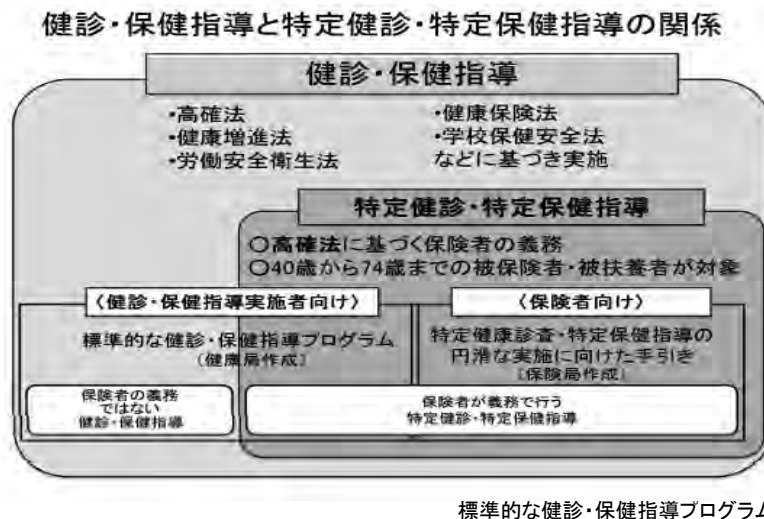 健診・保健指導と特定健診・特定保健指導の関係
健診・保健指導
・高確法
・健康増進法
・労働安全衛生法
・健康保険法
・学校保健安全法
などに基づき実施
特定健診・特定保健指導
〇高確法に基づく保険者の義務
〇40歳から74歳までの被保険者・被扶養者が対象
〈健診・保健指導実施者向け〉
標準的な健診・保健指導プログラム
（健康局作成）
〈保険者向け〉
特定健康診査・特定保健指導の
円滑な実施に向けた手引き
（保険局作成）
保険者の義務
ではない
健診・保健指導
保険者が義務で行う
特定健診・特定保健指導
標準的な健診・保健指導プログラム